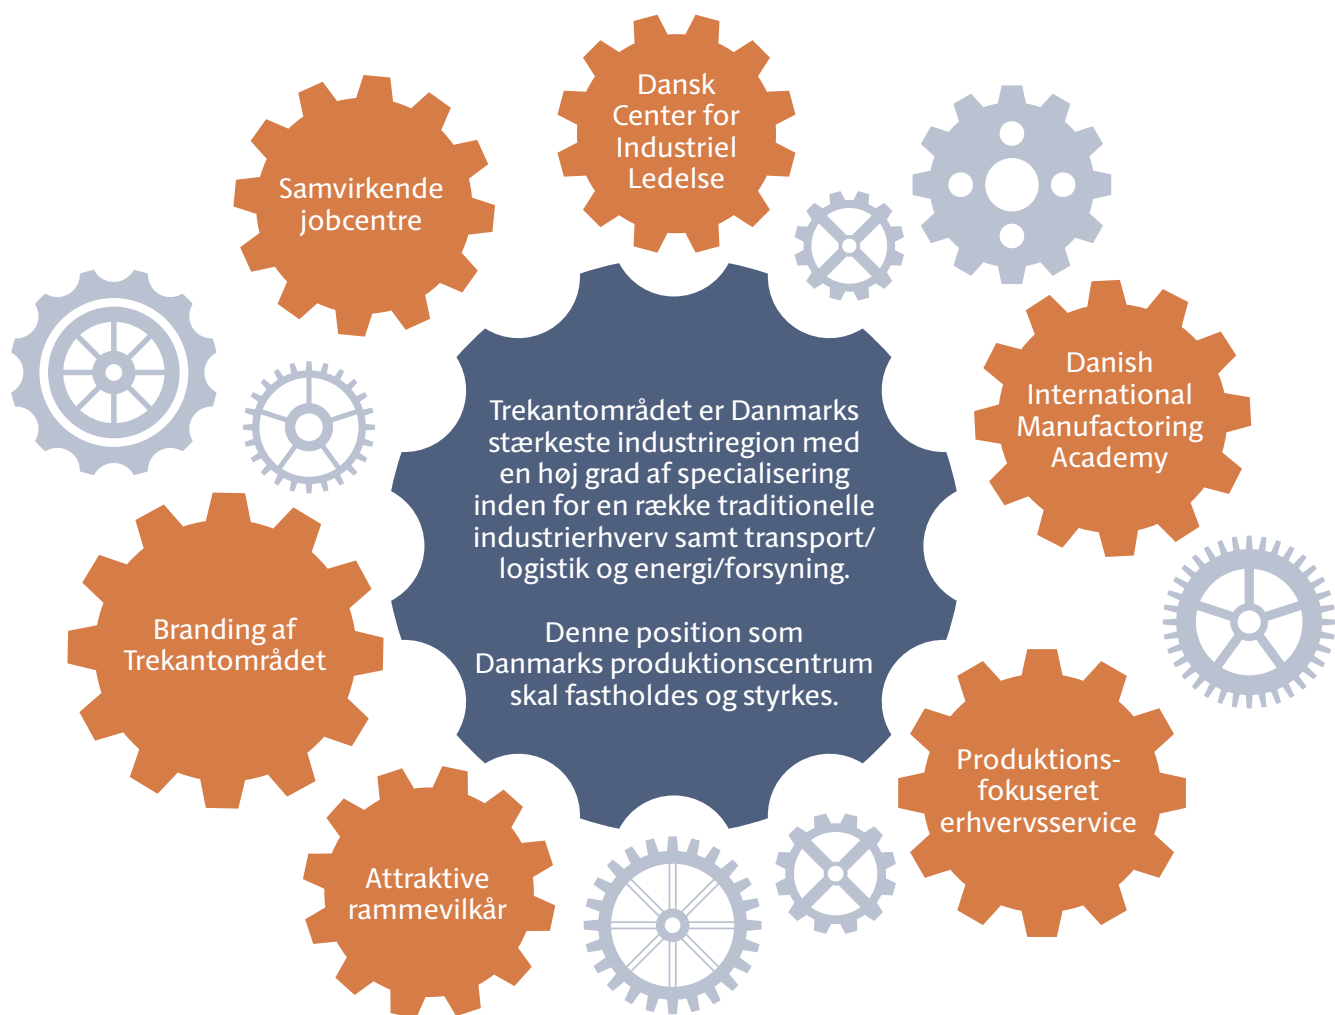 Dansk
Center for
Industriel
Ledelse
Samvirkende
jobcentre
Danish
International
Manufactoring
Academy
Trekantområdet er Danmarks
stærkeste industriregion med
en høj grad af specialisering
inden for en række traditionelle
industrierhverv samt transport/
logistik og energi/forsyning.
Denne position som
Danmarks produktionscentrum
skal fastholdes og styrkes.
Branding af
Trekantområdet
Produktions-
fokuseret
erhvervsservice
Attraktive
rammevilkår